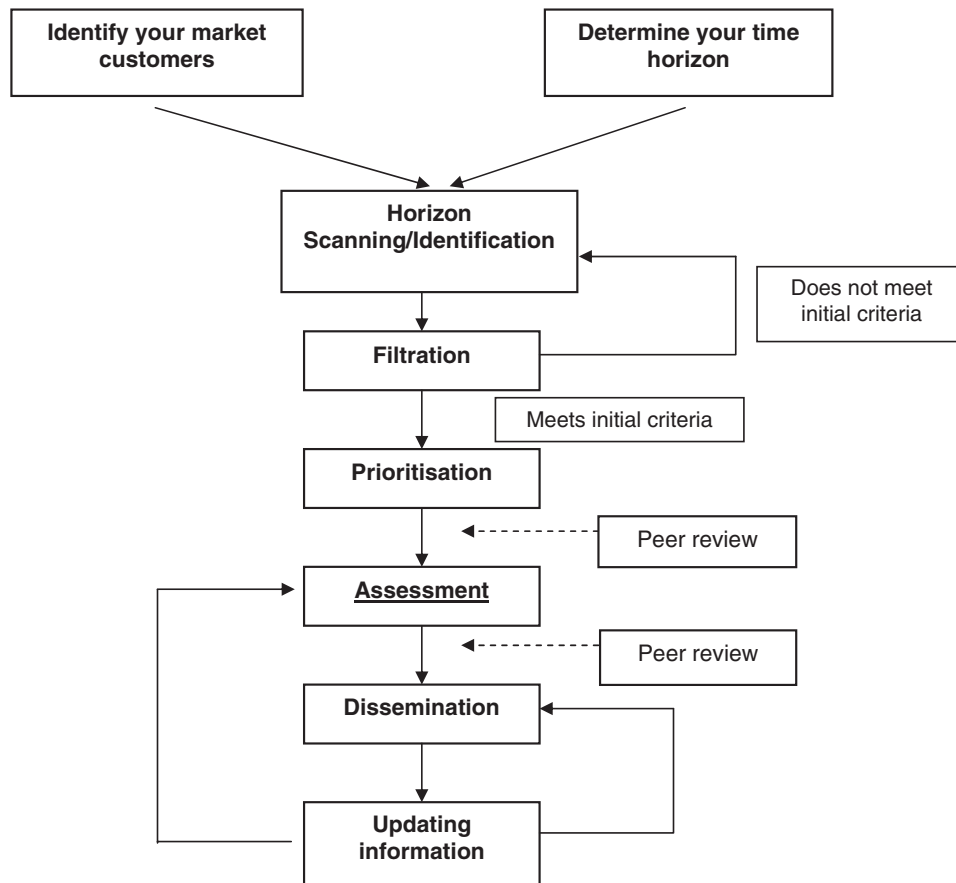 Identify your market
customers
Determine your time
horizon
Horizon
Scanning/Identification
Does not meet
initial criteria
Filtration
Meets initial criteria
Prioritisation
Peer review
Assessment
Peer review
Dissemination
Updating
information